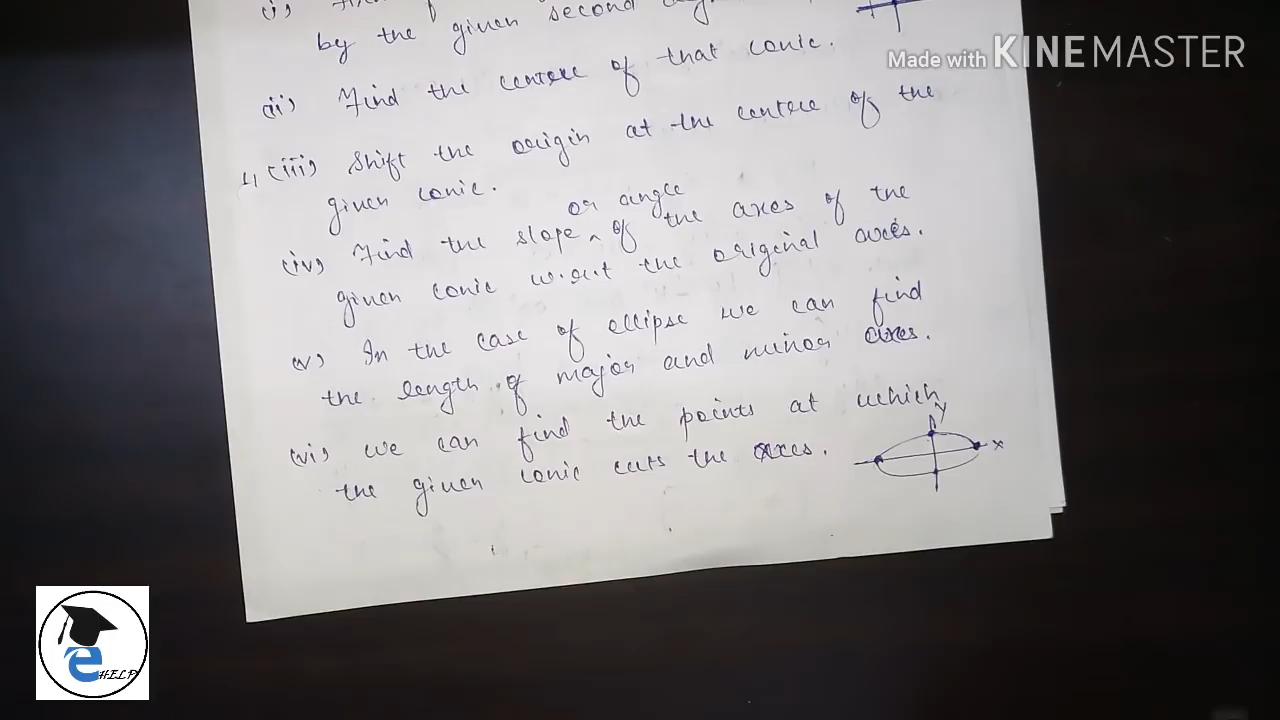 (i)
by the given second
(ii) Find the centre of that conic.
(iii) Shift the origin at the centre of the
given conic.
or angle
(iv) Find the slope ^ of the axes of the
given conic w.r.t the original axes.
(v) In the case of ellipse we can find
the length of major and minor axes.
(vi) we can find the points at which
the given conic cuts the axes.
y
x
Made with KINEMASTER
e HELP